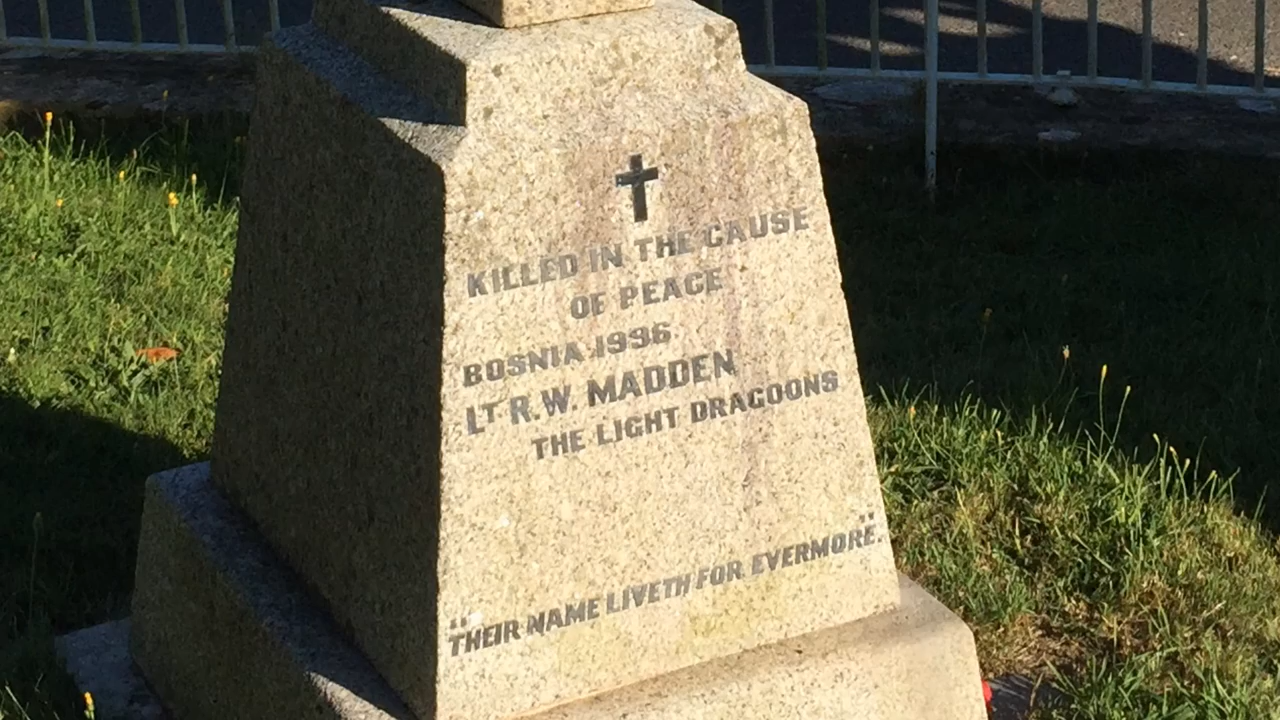 KILLED IN THE CAUSE
OF PEACE
BOSNIA 1996
LT R.W. MADDEN
THE LIGHT DRAGOONS
"THEIR NAME LIVETH FOR EVERMORE."